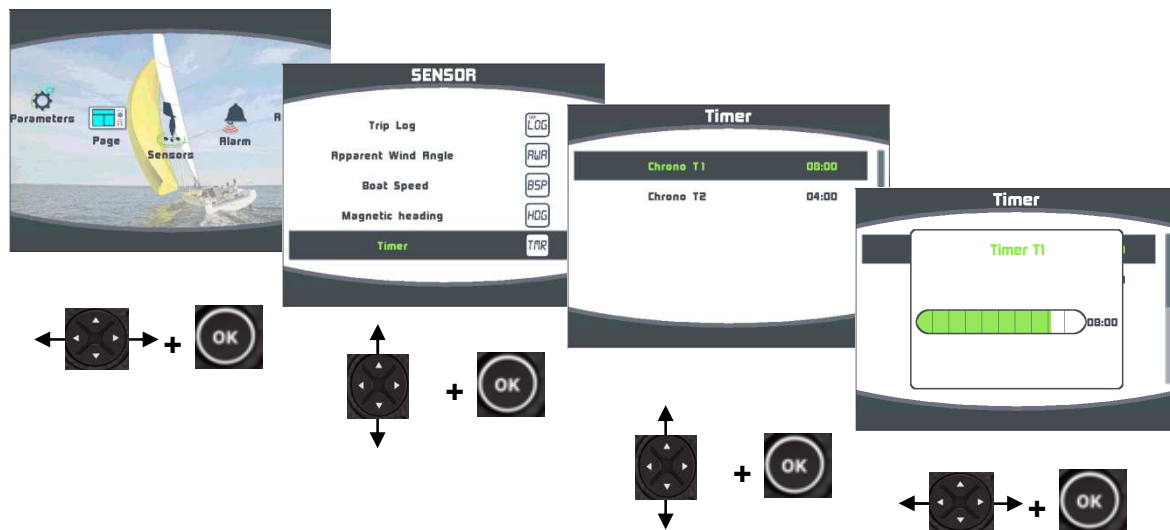 Parameters
Page
Sensors
Alarm
R
SENSOR
Trip Log
TRIP LOG
Apparent Wind Angle
AWA
Boat Speed
BSP
Magnetic heading
HDG
Timer
TMR
Timer
Chrono T1 08:00
Chrono T2 04:00
Timer
Timer T1
08:00
+ OK
+ OK
+ OK
+ OK